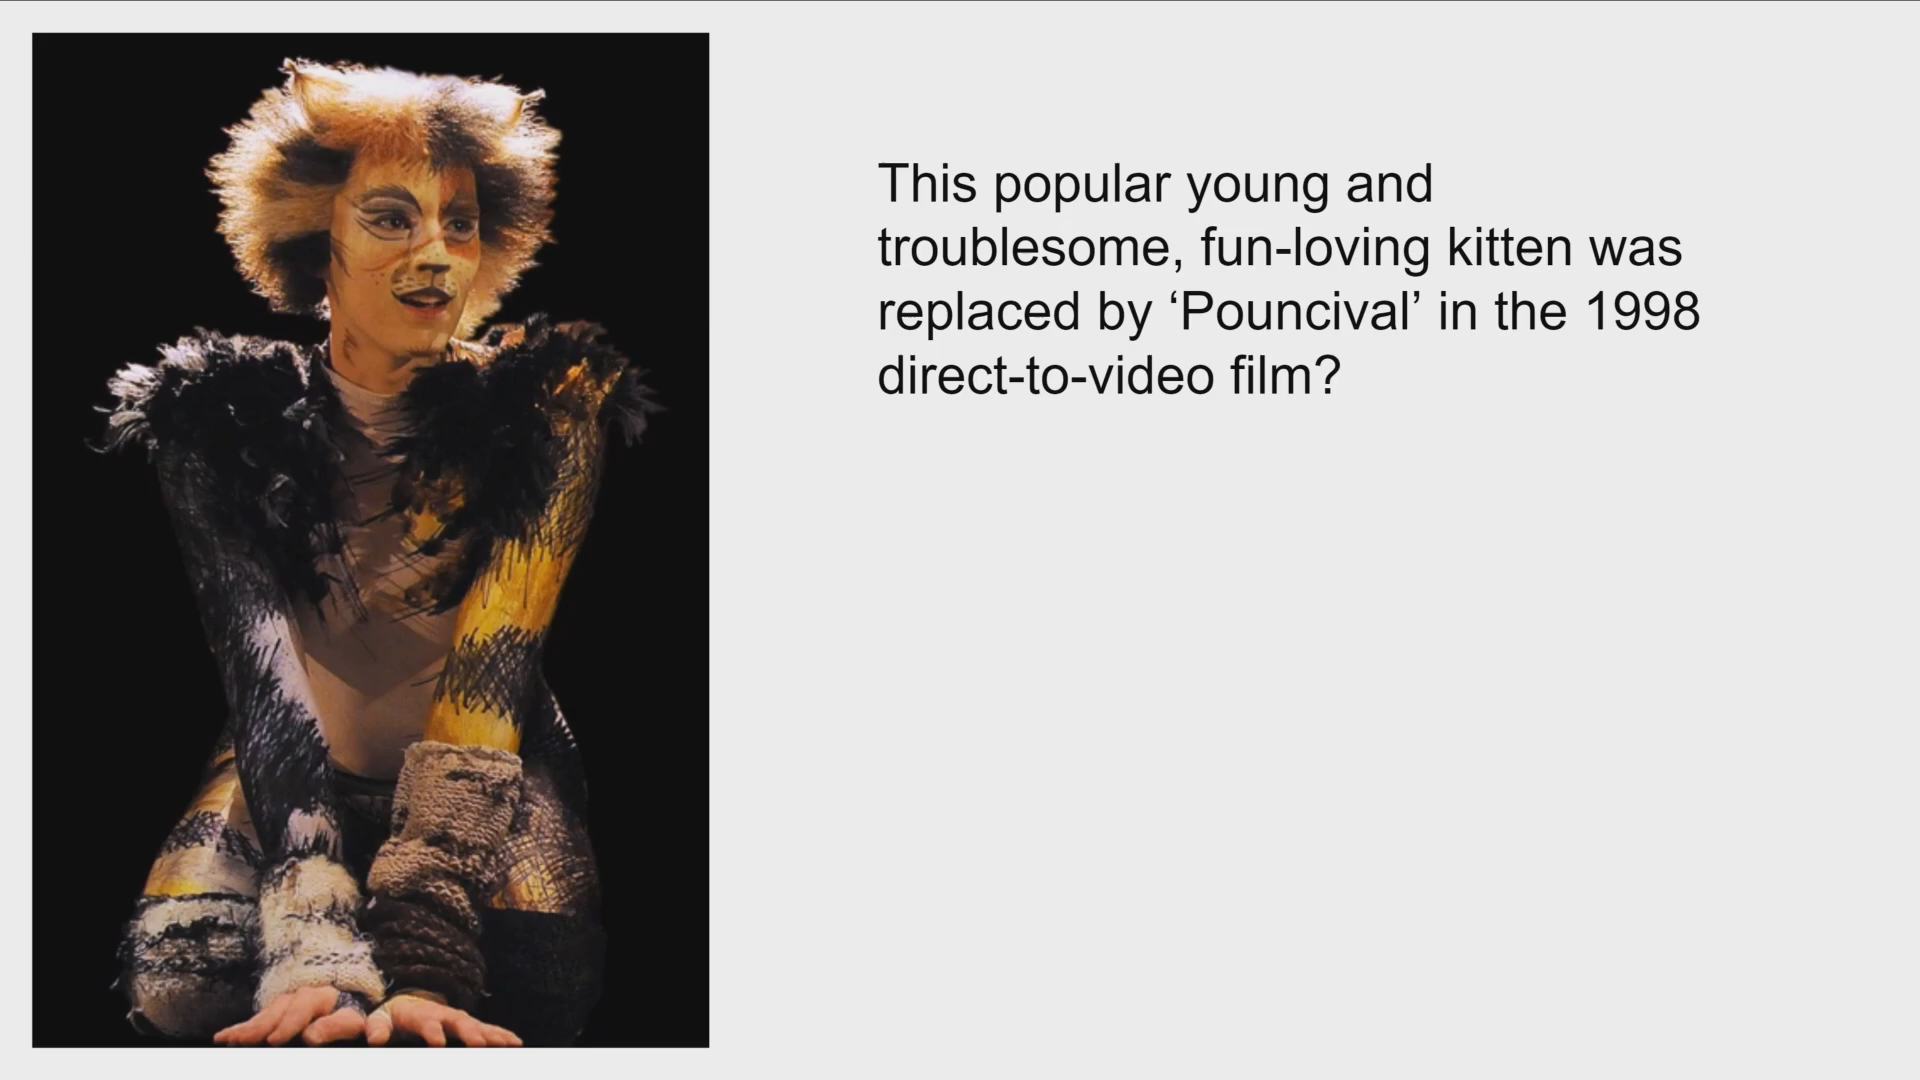 This popular young and
troublesome, fun-loving kitten was
replaced by ‘Pouncival’ in the 1998
direct-to-video film?